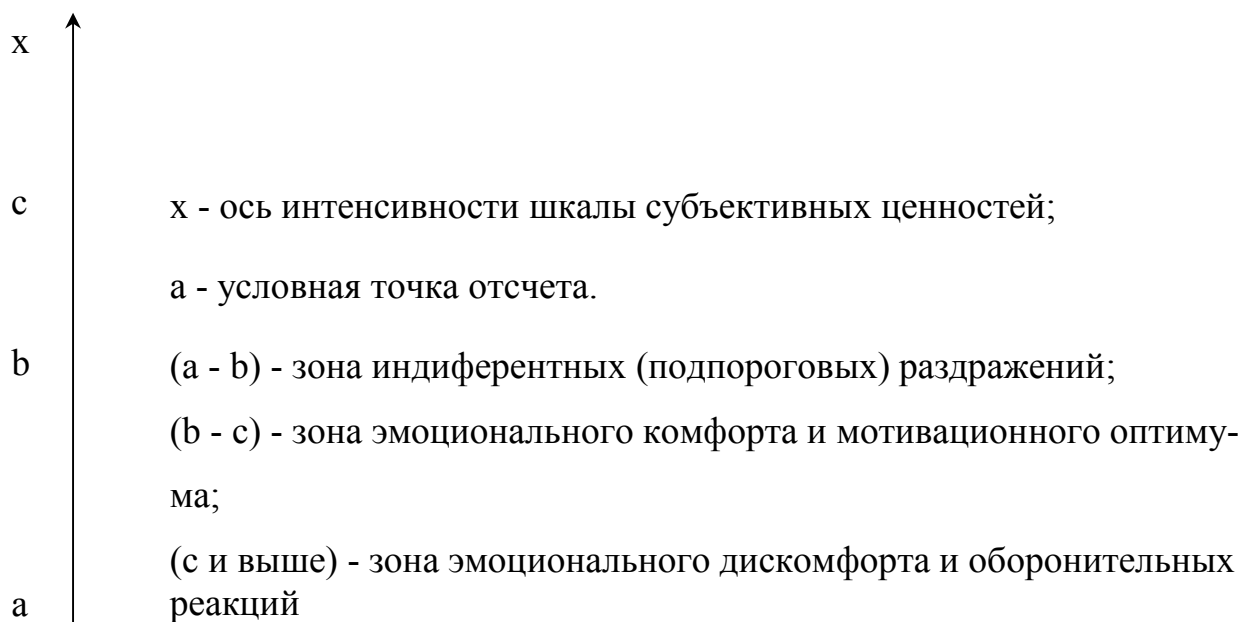 x
c x - ось интенсивности шкалы субъективных ценностей;
a - условная точка отсчета.
b (a - b) - зона индиферентных (подпороговых) раздражений;
(b - c) - зона эмоционального комфорта и мотивационного оптиму-
ма;
(с и выше) - зона эмоционального дискомфорта и оборонительных
a реакций